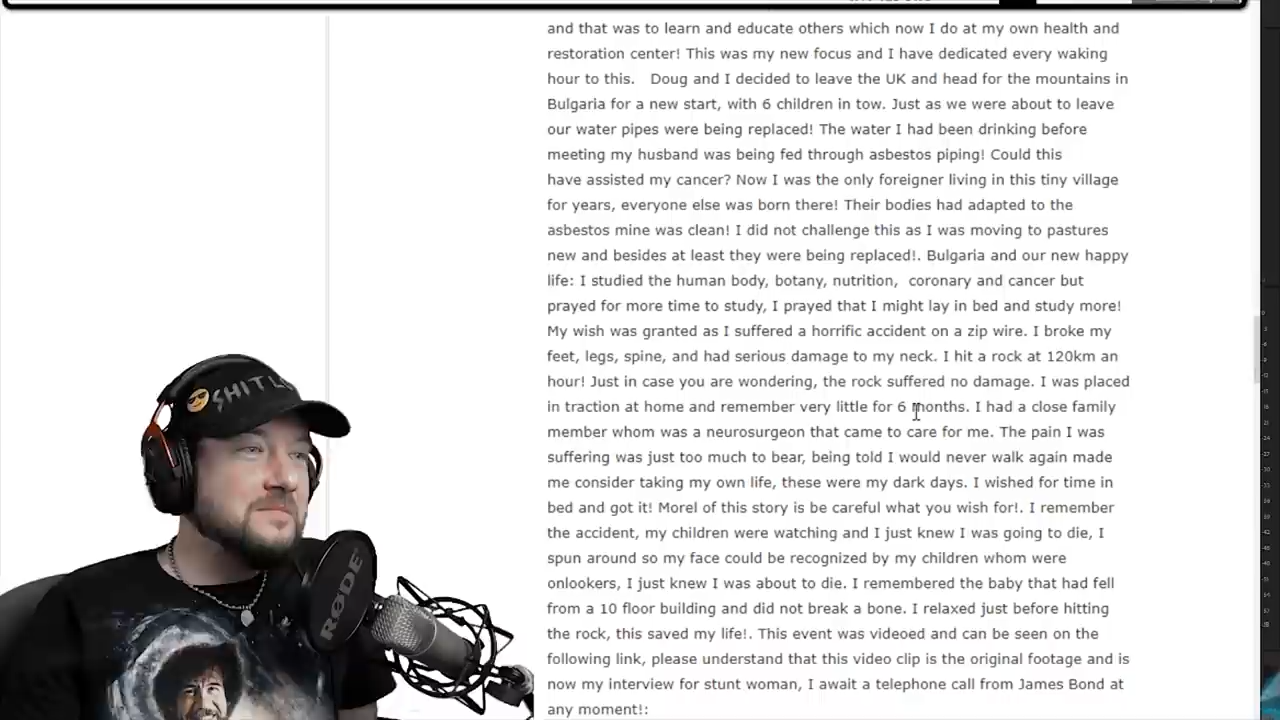 and that was to learn and educate others which now I do at my own health and
restoration center! This was my new focus and I have dedicated every waking
hour to this. Doug and I decided to leave the UK and head for the mountains in
Bulgaria for a new start, with 6 children in tow. Just as we were about to leave
our water pipes were being replaced! The water I had been drinking before
meeting my husband was being fed through asbestos piping! Could this
have assisted my cancer? Now I was the only foreigner living in this tiny village
for years, everyone else was born there! Their bodies had adapted to the
asbestos mine was clean! I did not challenge this as I was moving to pastures
new and besides at least they were being replaced!. Bulgaria and our new happy
life: I studied the human body, botany, nutrition, coronary and cancer but
prayed for more time to study, I prayed that I might lay in bed and study more!
My wish was granted as I suffered a horrific accident on a zip wire. I broke my
feet, legs, spine, and had serious damage to my neck. I hit a rock at 120km an
hour! Just in case you are wondering, the rock suffered no damage. I was placed
in traction at home and remember very little for 6 months. I had a close family
member whom was a neurosurgeon that came to care for me. The pain I was
suffering was just too much to bear, being told I would never walk again made
me consider taking my own life, these were my dark days. I wished for time in
bed and got it! Morel of this story is be careful what you wish for!. I remember
the accident, my children were watching and I just knew I was going to die, I
spun around so my face could be recognized by my children whom were
onlookers, I just knew I was about to die. I remembered the baby that had fell
from a 10 floor building and did not break a bone. I relaxed just before hitting
the rock, this saved my life!. This event was videoed and can be seen on the
following link, please understand that this video clip is the original footage and is
now my interview for stunt woman, I await a telephone call from James Bond at
any moment!:
RØDE